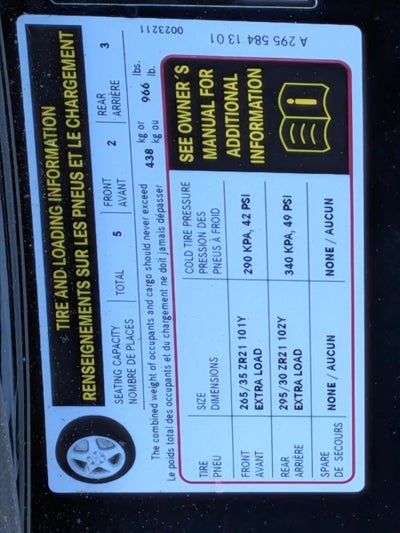 TIRE AND LOADING INFORMATION
RENSEIGNEMENTS SUR LES PNEUS ET LE CHARGEMENT
SEATING CAPACITY
NOMBRE DE PLACES
TOTAL 5
FRONT
AVANT
2
REAR
ARRIÈRE
3
The combined weight of occupants and cargo should never exceed
Le poids total des occupants et du chargement ne doit jamais dépasser
438 kg or
kg ou
966 lbs.
lb.
TIRE
PNEU
SIZE
DIMENSIONS
COLD TIRE PRESSURE
PRESSION DES
PNEUS À FROID
FRONT
AVANT
265/35 ZR21 101Y
EXTRA LOAD
290 KPA, 42 PSI
REAR
ARRIÈRE
295/30 ZR21 102Y
EXTRA LOAD
340 KPA, 49 PSI
SPARE
DE SECOURS
NONE / AUCUN
NONE / AUCUN
SEE OWNER´S
MANUAL FOR
ADDITIONAL
INFORMATION
0023211
A 295 584 13 01